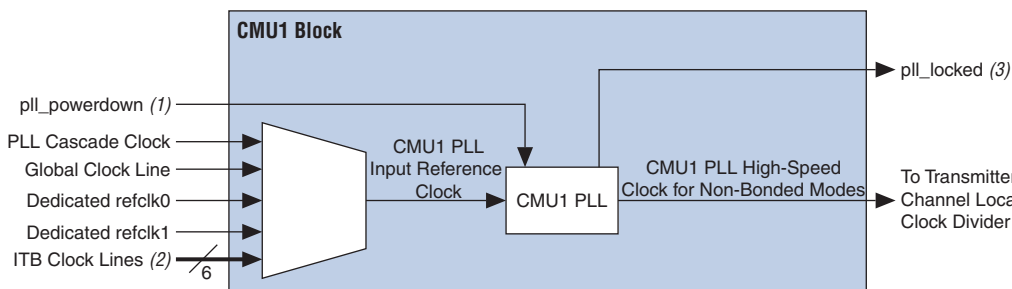 CMU1 Block
pll_powerdown (1)
PLL Cascade Clock
Global Clock Line
Dedicated refclk0
Dedicated refclk1
ITB Clock Lines (2)
6
CMU1 PLL
Input Reference
Clock
CMU1 PLL
CMU1 PLL High-Speed
Clock for Non-Bonded Modes
pll_locked (3)
To Transmitter
Channel Loca
Clock Divider